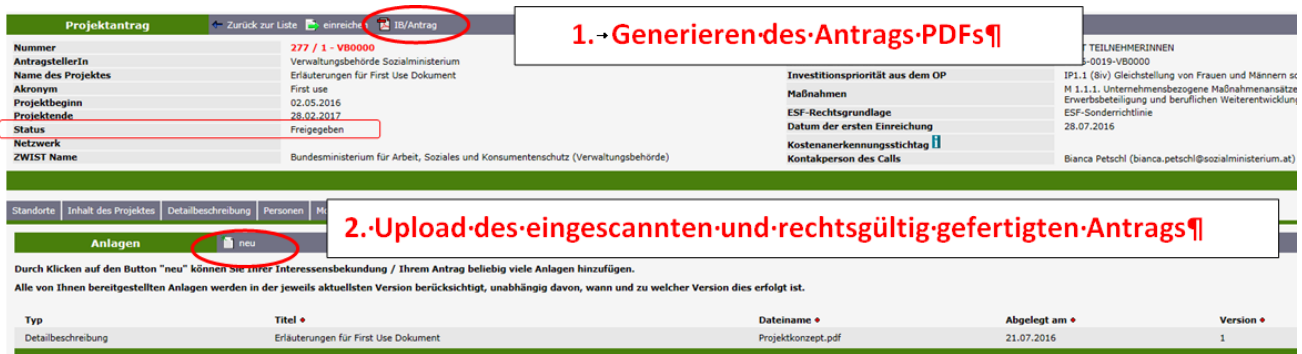 Projektantrag
Zurück zur Liste einreichen IB/Antrag
1.→Generieren·des·Antrags·PDFs¶
Nummer 277 / 1 - VB0000
AntragstellerIn Verwaltungsbehörde Sozialministerium
Name des Projektes Erläuterungen für First Use Dokument
Akronym First use
Projektbeginn 02.05.2016
Projektende 28.02.2017
Status Freigegeben
Netzwerk
ZWIST Name Bundesministerium für Arbeit, Soziales und Konsumentenschutz (Verwaltungsbehörde)
TEILNEHMERINNEN
-0019-VB0000
Investitionspriorität aus dem OP IP1.1 (8iv) Gleichstellung von Frauen und Männern
Maßnahmen M 1.1.1. Unternehmensbezogene Maßnahmenansätze
Erwerbsbeteiligung und beruflichen Weiterentwicklung
ESF-Rechtsgrundlage ESF-Sonderrichtlinie
Datum der ersten Einreichung 28.07.2016
Kostenanerkennungsstichtag i
Kontakperson des Calls Bianca Petschl (bianca.petschl@sozialministerium.at)
Standorte Inhalt des Projektes Detailbeschreibung Personen
2.·Upload·des·eingescannten·und·rechtsgültig·gefertigten·Antrags¶
Anlagen neu
Durch Klicken auf den Button "neu" können Sie Ihrer Interessensbekundung / Ihrem Antrag beliebig viele Anlagen hinzufügen.
Alle von Ihnen bereitgestellten Anlagen werden in der jeweils aktuellsten Version berücksichtigt, unabhängig davon, wann und zu welcher Version dies erfolgt ist.
Typ Titel Dateiname Abgelegt am Version
Detailbeschreibung Erläuterungen für First Use Dokument Projektkonzept.pdf 21.07.2016 1